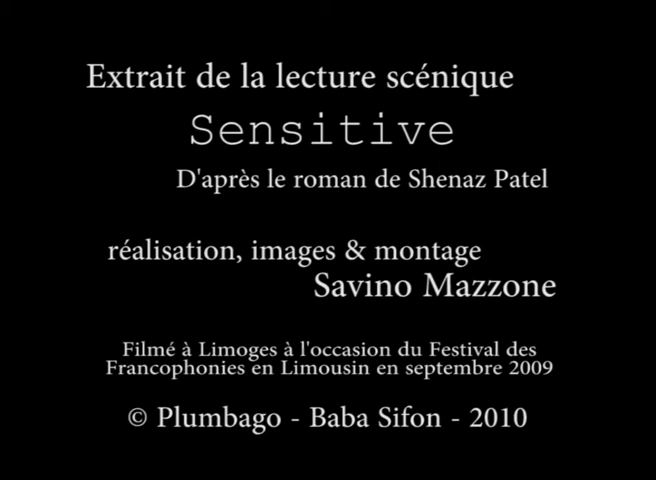 Extrait de la lecture scénique
Sensitive
D'après le roman de Shenaz Patel
réalisation, images & montage
Savino Mazzone
Filmé à Limoges à l'occasion du Festival des
Francophonies en Limousin en septembre 2009
© Plumbago - Baba Sifon - 2010